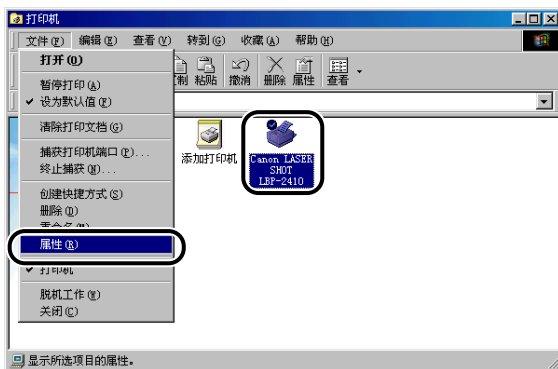 打印机
文件(F) 编辑(E) 查看(V) 转到(G) 收藏(A) 帮助(H)
打开(O)
制 粘贴 撤消 删除 属性 查看
暂停打印(A)
设为默认值(F)
清除打印文档(G)
捕获打印机端口(P)...
终止捕获(N)...
创建快捷方式(S)
删除(D)
属性(R)
打印机
脱机工作(W)
关闭(C)
添加打印机
Canon LASER
SHOT
LBP-2410
显示所选项目的属性。